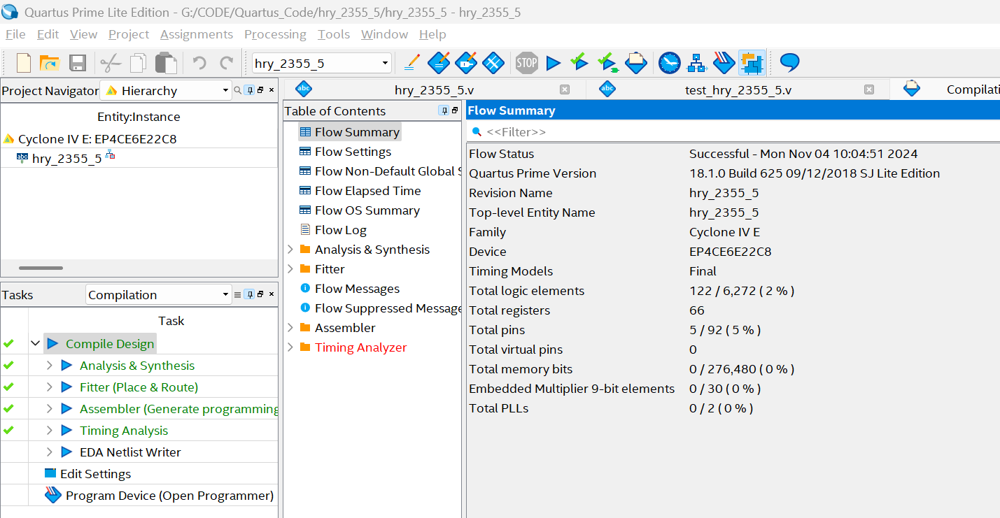 Quartus Prime Lite Edition - G:/CODE/Quartus_Code/hry_2355_5/hry_2355_5 - hry_2355_5
File Edit View Project Assignments Processing Tools Window Help
hry_2355_5
STOP
Project Navigator Hierarchy
Entity:Instance
Cyclone IV E: EP4CE6E22C8
abc hry_2355_5
Tasks Compilation
Task
Compile Design
Analysis & Synthesis
Fitter (Place & Route)
Assembler (Generate programming
Timing Analysis
EDA Netlist Writer
Edit Settings
Program Device (Open Programmer)
abc hry_2355_5.v
abc test_hry_2355_5.v
Compilati
Table of Contents
Flow Summary
Flow Settings
Flow Non-Default Global S
Flow Elapsed Time
Flow OS Summary
Flow Log
Analysis & Synthesis
Fitter
Flow Messages
Flow Suppressed Message
Assembler
Timing Analyzer
Flow Summary
<<Filter>>
Flow Status Successful - Mon Nov 04 10:04:51 2024
Quartus Prime Version 18.1.0 Build 625 09/12/2018 SJ Lite Edition
Revision Name hry_2355_5
Top-level Entity Name hry_2355_5
Family Cyclone IV E
Device EP4CE6E22C8
Timing Models Final
Total logic elements 122 / 6,272 ( 2 % )
Total registers 66
Total pins 5 / 92 ( 5 % )
Total virtual pins 0
Total memory bits 0 / 276,480 ( 0 % )
Embedded Multiplier 9-bit elements 0 / 30 ( 0 % )
Total PLLs 0 / 2 ( 0 % )